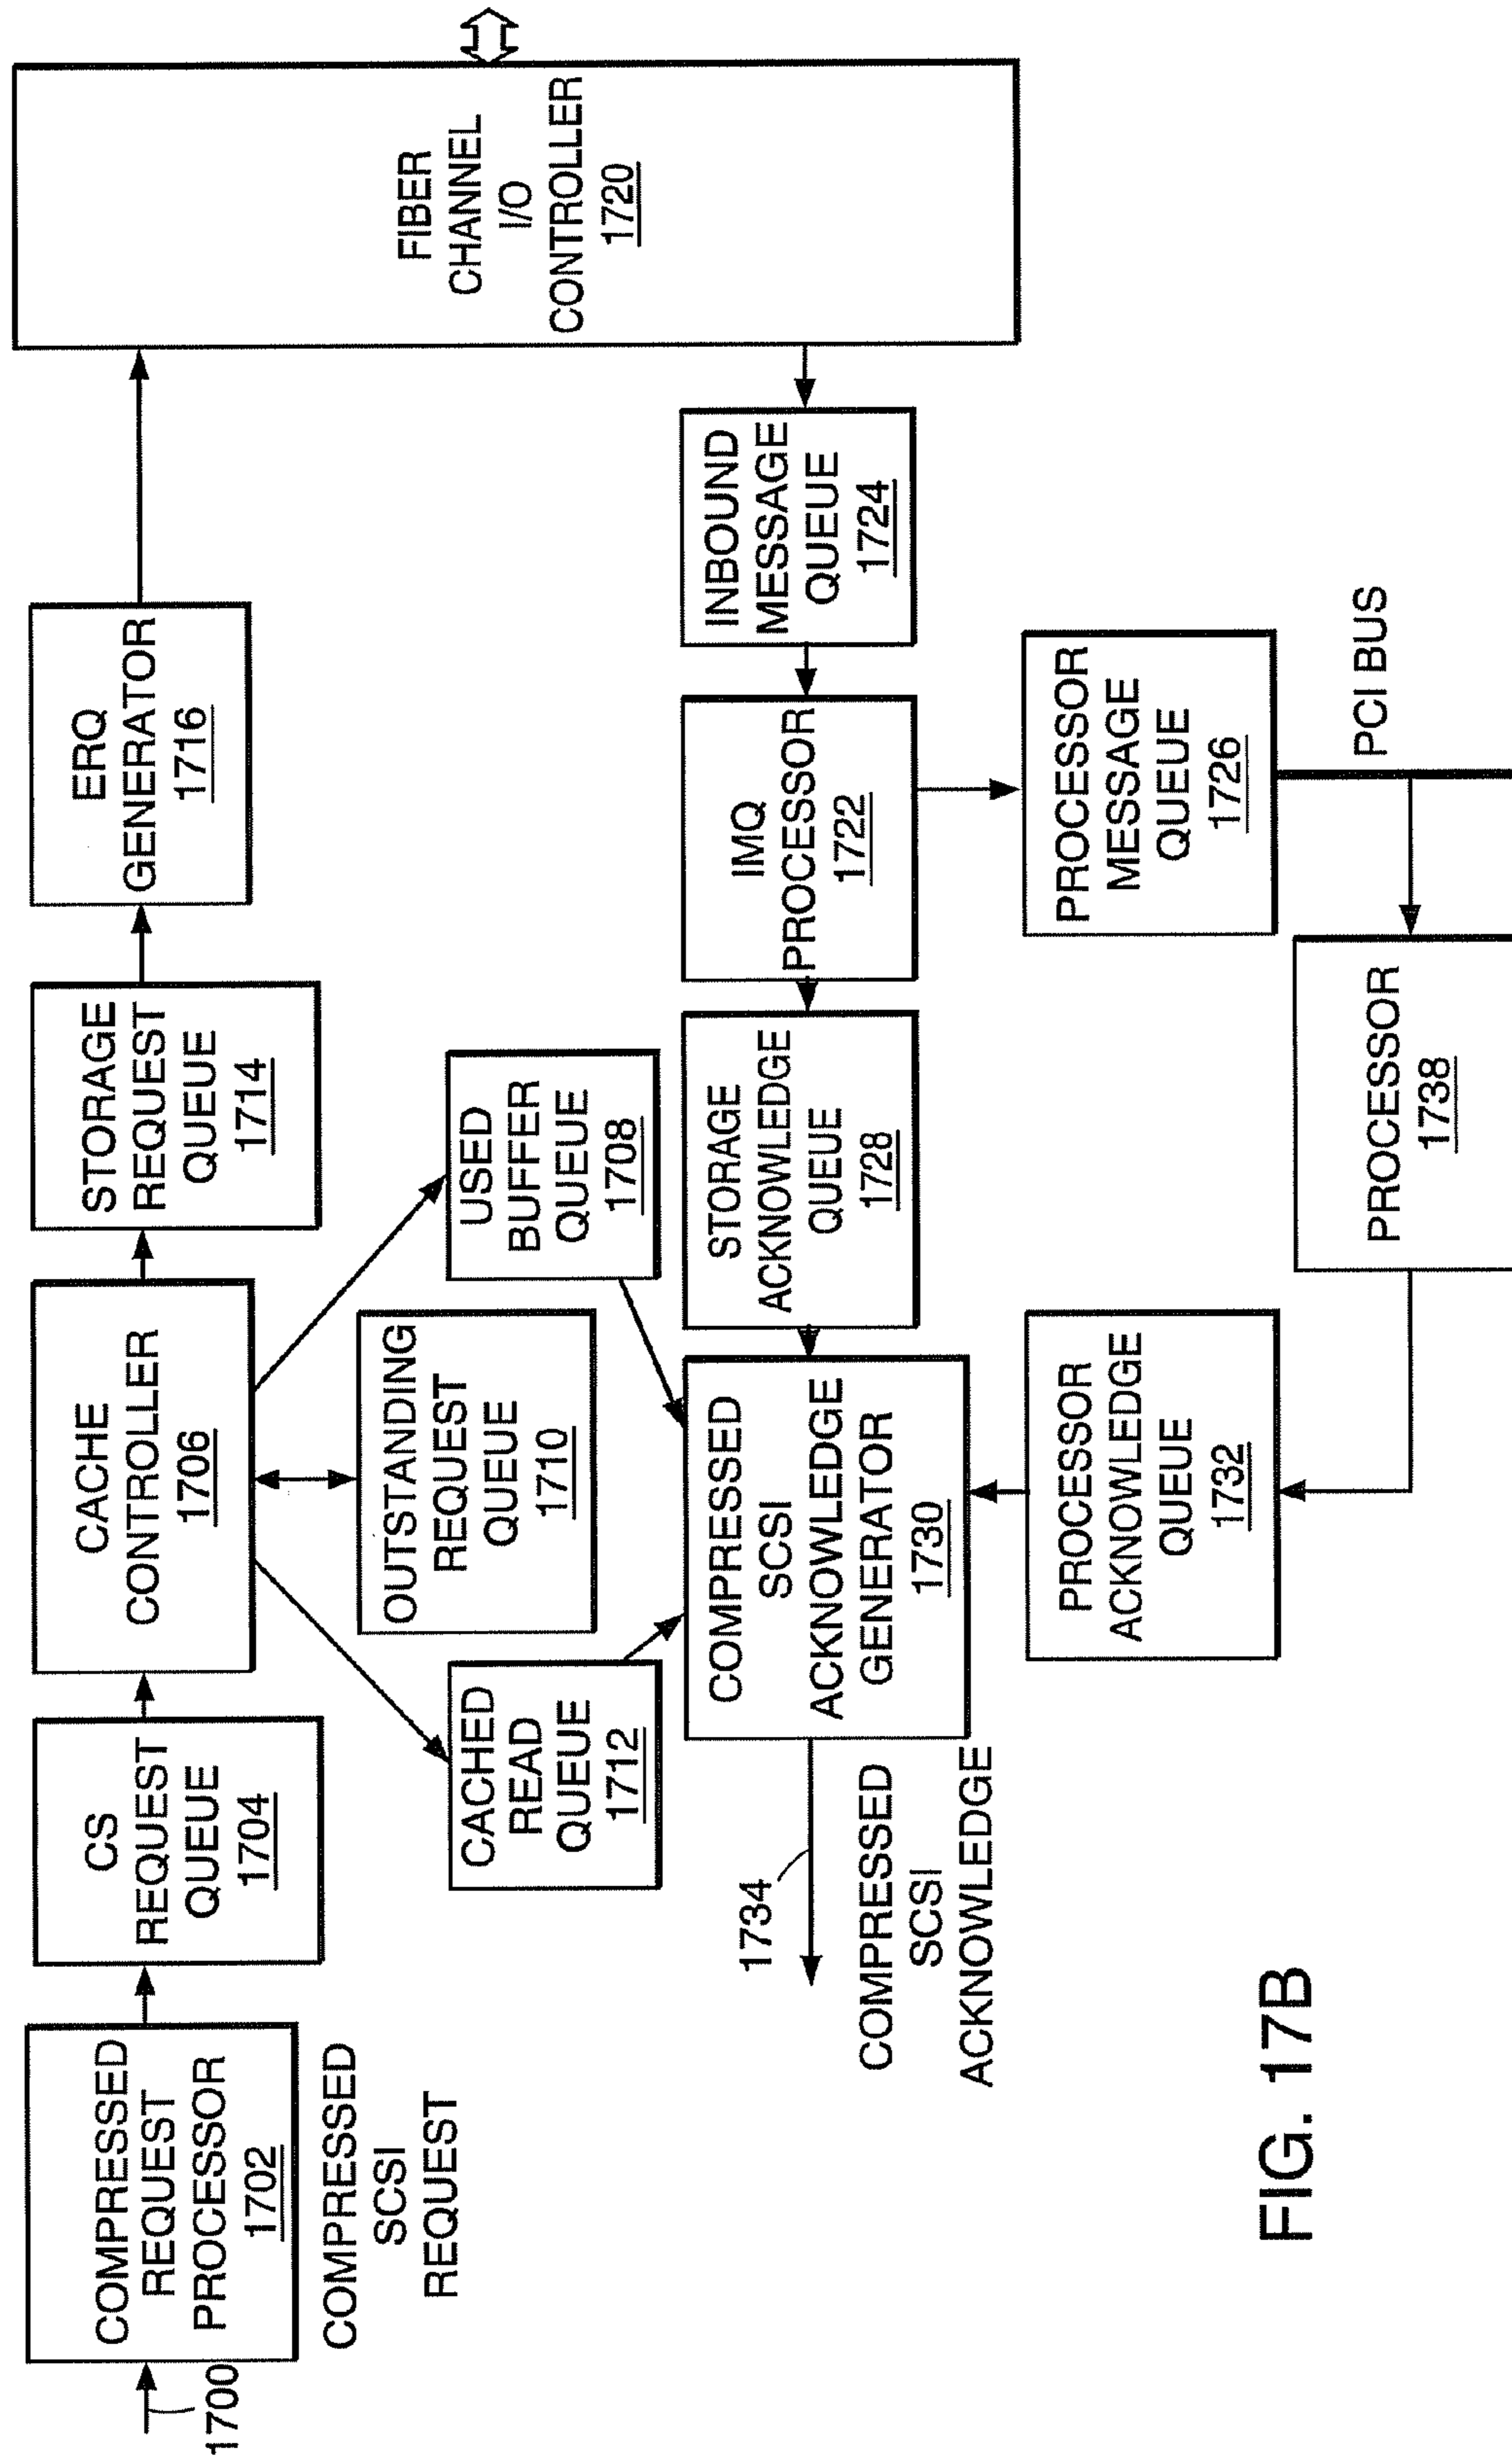 1700
COMPRESSED
REQUEST
PROCESSOR
1702
COMPRESSED
SCSI
REQUEST
CS
REQUEST
QUEUE
1704
CACHE
CONTROLLER
1706
STORAGE
REQUEST
QUEUE
1714
ERQ
GENERATOR
1716
FIBER
CHANNEL
I/O
CONTROLLER
1720
CACHED
READ
QUEUE
1712
OUTSTANDING
REQUEST
QUEUE
1710
USED
BUFFER
QUEUE
1708
1734
COMPRESSED
SCSI
ACKNOWLEDGE
COMPRESSED
SCSI
ACKNOWLEDGE
GENERATOR
1730
STORAGE
ACKNOWLEDGE
QUEUE
1728
IMQ
PROCESSOR
1722
INBOUND
MESSAGE
QUEUE
1724
PROCESSOR
ACKNOWLEDGE
QUEUE
1732
PROCESSOR
MESSAGE
QUEUE
1726
PROCESSOR
1738
PCI BUS
FIG. 17B